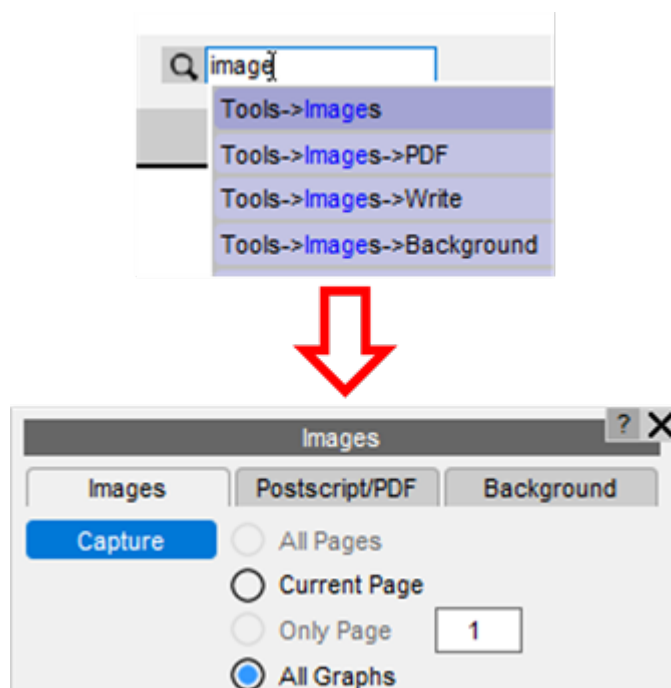 image
Tools->Images
Tools->Images->PDF
Tools->Images->Write
Tools->Images->Background
Images
?
Images Postscript/PDF Background
Capture All Pages
Current Page
Only Page 1
All Graphs